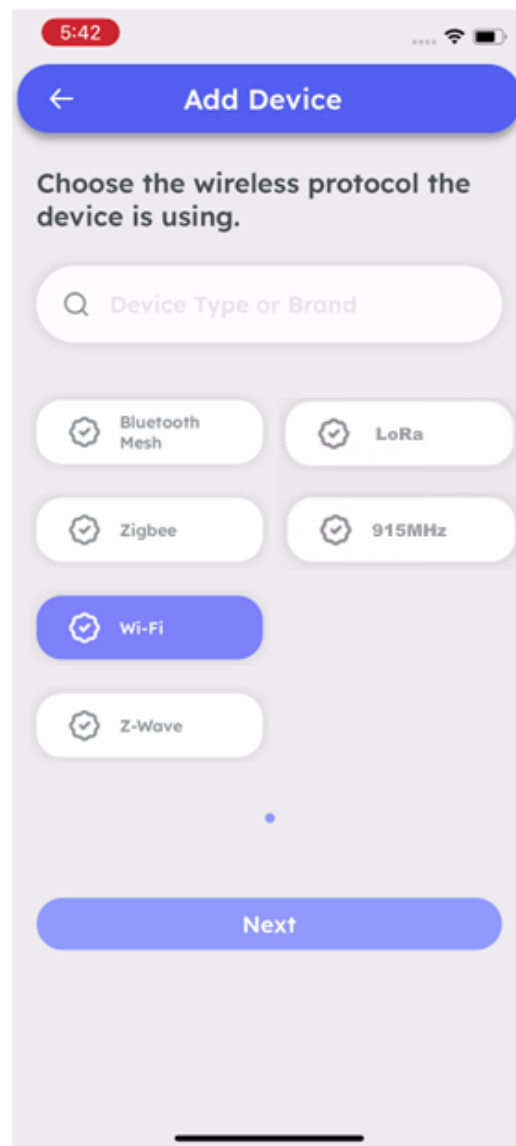 5:42
Add Device
Choose the wireless protocol the
device is using.
Device Type or Brand
Bluetooth
Mesh
LoRa
Zigbee
915MHz
Wi-Fi
Z-Wave
Next